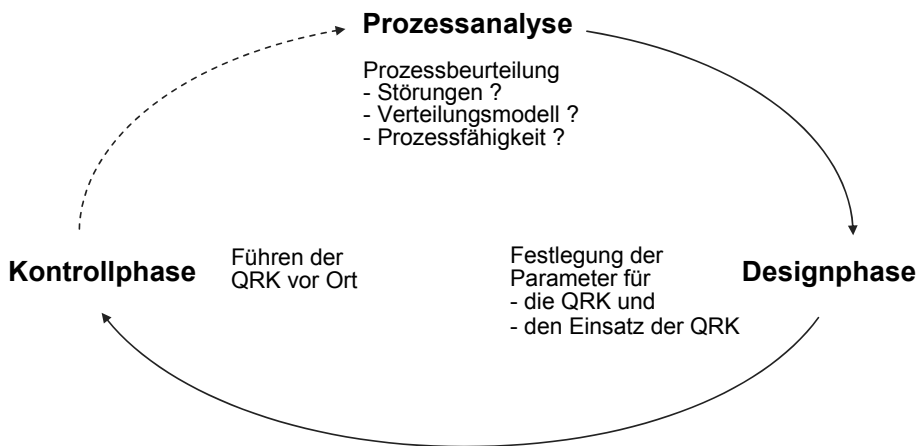 Prozessanalyse
Prozessbeurteilung
- Störungen ?
- Verteilungsmodell ?
- Prozessfähigkeit ?
Kontrollphase
Führen der
QRK vor Ort
Festlegung der
Parameter für
- die QRK und
- den Einsatz der QRK
Designphase